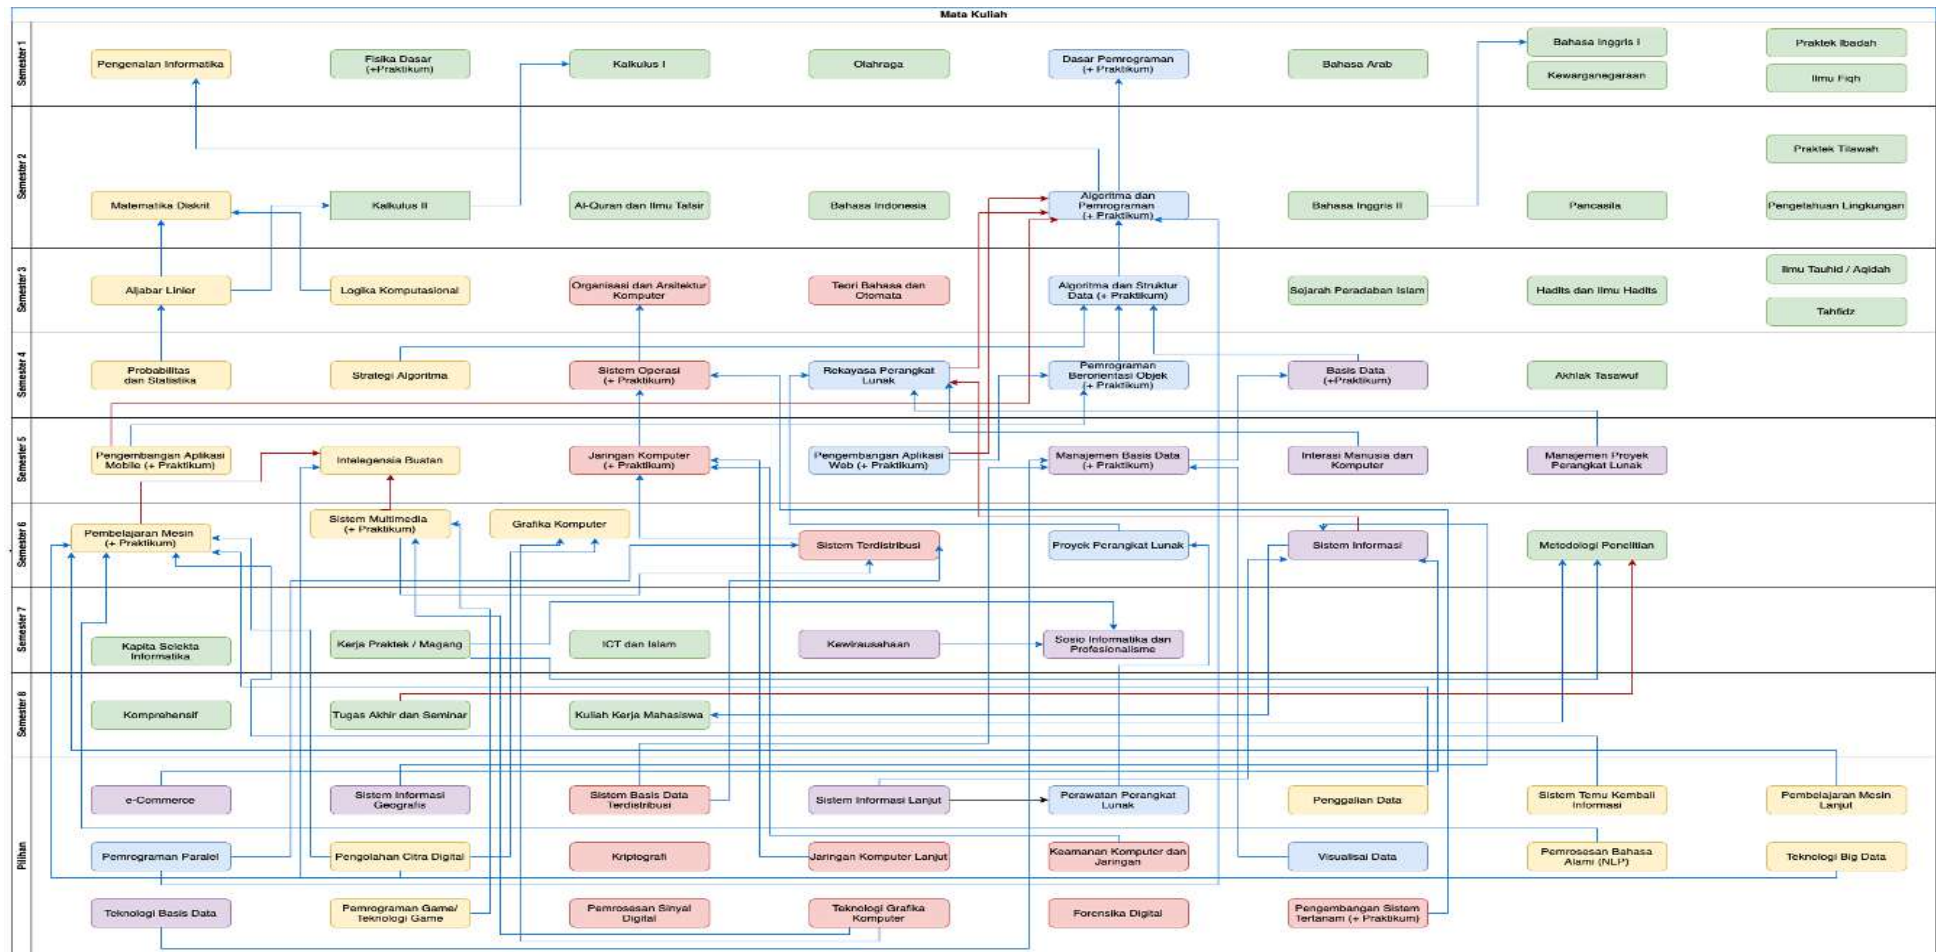 Mata Kuliah
Semester 1
Pengenalan Informatika
Fisika Dasar
(+Praktikum)
Kalkulus I
Olahraga
Dasar Pemrograman
(+ Praktikum)
Bahasa Arab
Bahasa Inggris I
Kewarganegaraan
Praktek Ibadah
Ilmu Fiqh
Semester 2
Praktek Tilawah
Matematika Diskrit
Kalkulus II
Al-Quran dan Ilmu Tafsir
Bahasa Indonesia
Algoritma dan
Pemrograman
(+ Praktikum)
Bahasa Inggris II
Pancasila
Pengetahuan Lingkungan
Semester 3
Aljabar Linier
Logika Komputasional
Organisasi dan Arsitektur
Komputer
Teori Bahasa dan
Otomata
Algoritma dan Struktur
Data (+ Praktikum)
Sejarah Peradaban Islam
Hadits dan Ilmu Hadits
Ilmu Tauhid / Aqidah
Tahfidz
Semester 4
Probabilitas
dan Statistika
Strategi Algoritma
Sistem Operasi
(+ Praktikum)
Rekayasa Perangkat
Lunak
Pemrograman
Berorientasi Objek
(+ Praktikum)
Basis Data
(+Praktikum)
Akhlak Tasawuf
Semester 5
Pengembangan Aplikasi
Mobile (+ Praktikum)
Intelegensia Buatan
Jaringan Komputer
(+ Praktikum)
Pengembangan Aplikasi
Web (+ Praktikum)
Manajemen Basis Data
(+ Praktikum)
Interasi Manusia dan
Komputer
Manajemen Proyek
Perangkat Lunak
Semester 6
Pembelajaran Mesin
(+ Praktikum)
Sistem Multimedia
(+ Praktikum)
Grafika Komputer
Sistem Terdistribusi
Proyek Perangkat Lunak
Sistem Informasi
Metodologi Penelitian
Semester 7
Kapita Selekta
Informatika
Kerja Praktek / Magang
ICT dan Islam
Kewirausahaan
Sosio Informatika dan
Profesionalisme
Semester 8
Komprehensif
Tugas Akhir dan Seminar
Kuliah Kerja Mahasiswa
Pilihan
e-Commerce
Sistem Informasi
Geografis
Sistem Basis Data
Terdistribusi
Sistem Informasi Lanjut
Perawatan Perangkat
Lunak
Penggalian Data
Sistem Temu Kembali
Informasi
Pembelajaran Mesin
Lanjut
Pemrograman Paralel
Pengolahan Citra Digital
Kriptografi
Jaringan Komputer Lanjut
Keamanan Komputer dan
Jaringan
Visualisai Data
Pemrosesan Bahasa
Alami (NLP)
Teknologi Big Data
Teknologi Basis Data
Pemrograman Game/
Teknologi Game
Pemrosesan Sinyal
Digital
Teknologi Grafika
Komputer
Forensika Digital
Pengembangan Sistem
Tertanam (+ Praktikum)